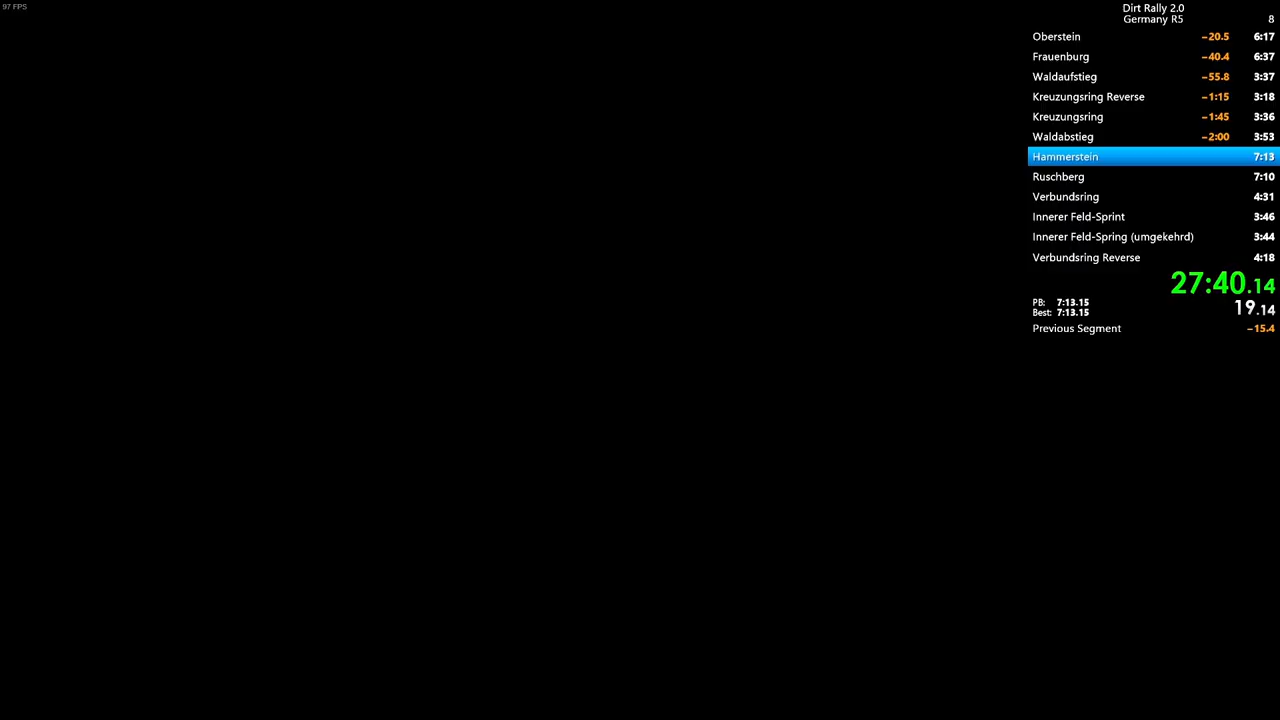 97 FPS
Dirt Rally 2.0
Germany R5 8
Oberstein −20.5 6:17
Frauenburg −40.4 6:37
Waldaufstieg −55.8 3:37
Kreuzungsring Reverse −1:15 3:18
Kreuzungsring −1:45 3:36
Waldabstieg −2:00 3:53
Hammerstein 7:13
Ruschberg 7:10
Verbundsring 4:31
Innerer Feld-Sprint 3:46
Innerer Feld-Spring (umgekehrd) 3:44
Verbundsring Reverse 4:18
27:40.14
PB: 7:13.15 19.14
Best: 7:13.15
Previous Segment −15.4